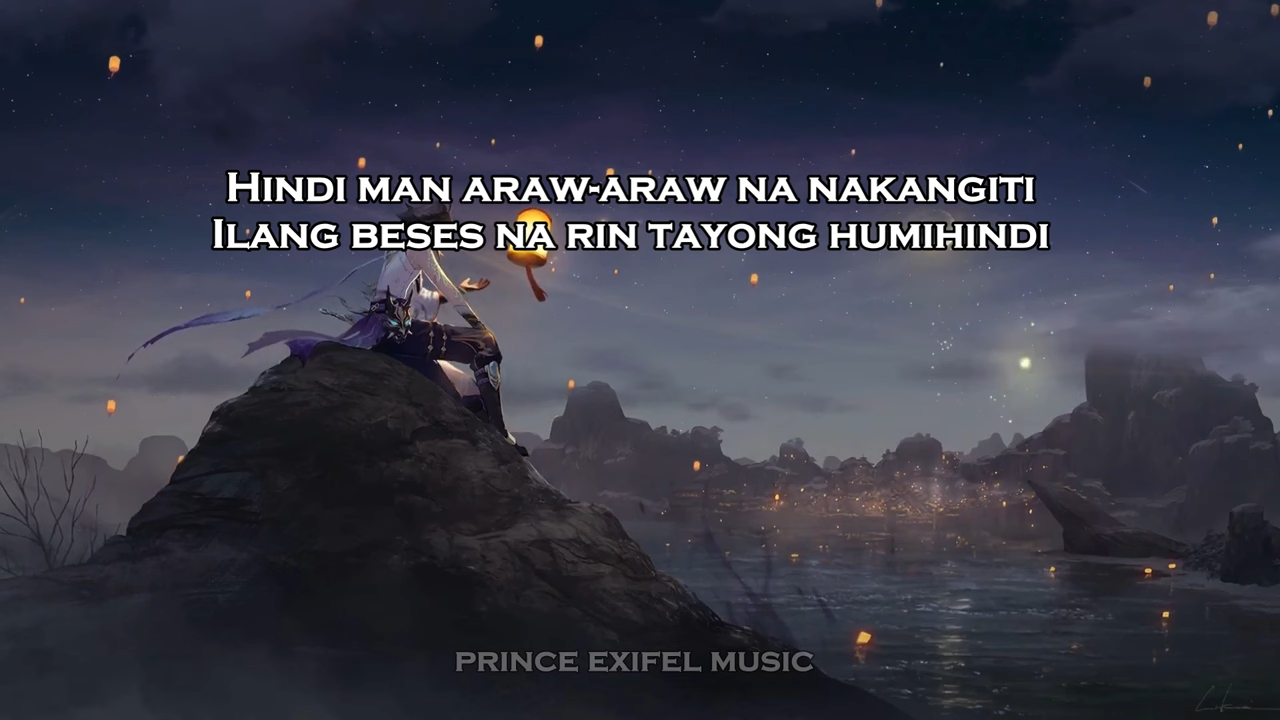 HINDI MAN ARAW-ARAW NA NAKANGITI
ILANG BESES NA RIN TAYONG HUMIHINDI
PRINCE EXIFEL MUSIC